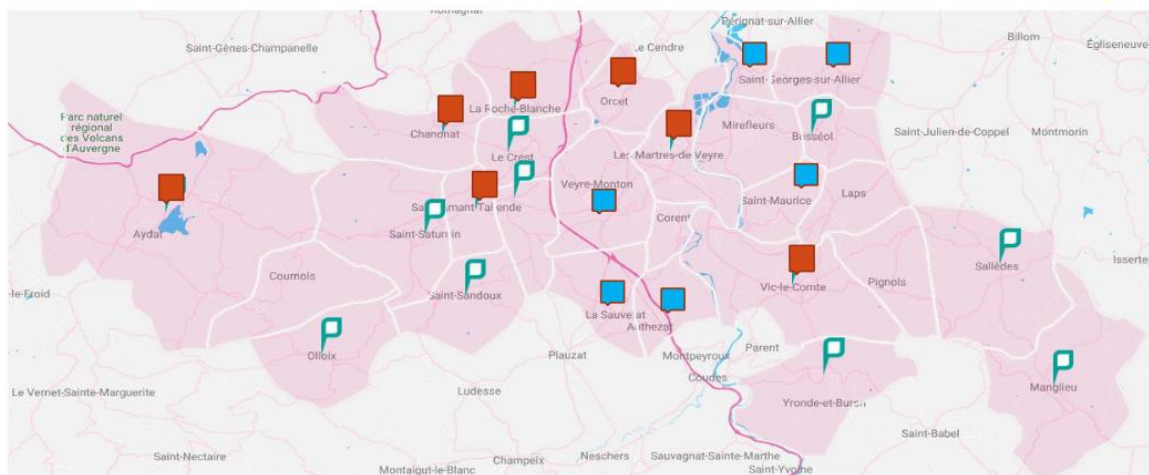 Romagnat
Pérignat-sur-Allier
Saint-Genès-Champanelle
Le Cendre
Billom
Égliseneuve
Saint-Georges-sur-Allier
La Roche-Blanche
Orcet
Parc naturel
régional
des Volcans
d'Auvergne
Chanonat
Mirefleurs
Busséol
Saint-Julien-de-Coppel
Montmorin
Le Crest
Les Martres-de-Veyre
Veyre-Monton
Saint-Maurice
Laps
Saint-Amant-Tallende
Corent
Aydat
Saint-Saturnin
Sallèdes
Isserte
Cournols
Vic-le-Comte
Pignols
-le-Froid
Saint-Sandoux
La Sauvetat
Authezat
Olloix
Plauzat
Montpeyroux
Parent
Coudes
Manglieu
Le Vernet-Sainte-Marguerite
Ludesse
Yronde-et-Buron
Saint-Babel
Saint-Nectaire
Champeix
Neschers
Sauvagnat-Sainte-Marthe
Montaigut-le-Blanc
Saint-Yvoine